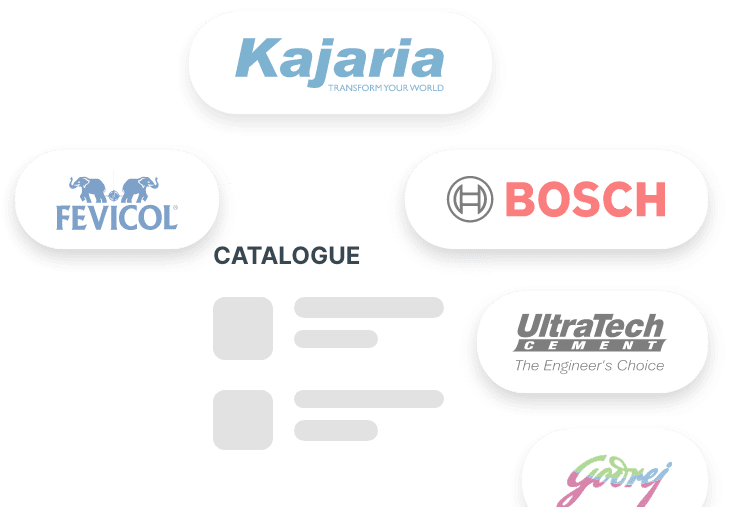 Kajaria
TRANSFORM YOUR WORLD
FEVICOL®
BOSCH
CATALOGUE
UltraTech
CEMENT
The Engineer's Choice
Godrej